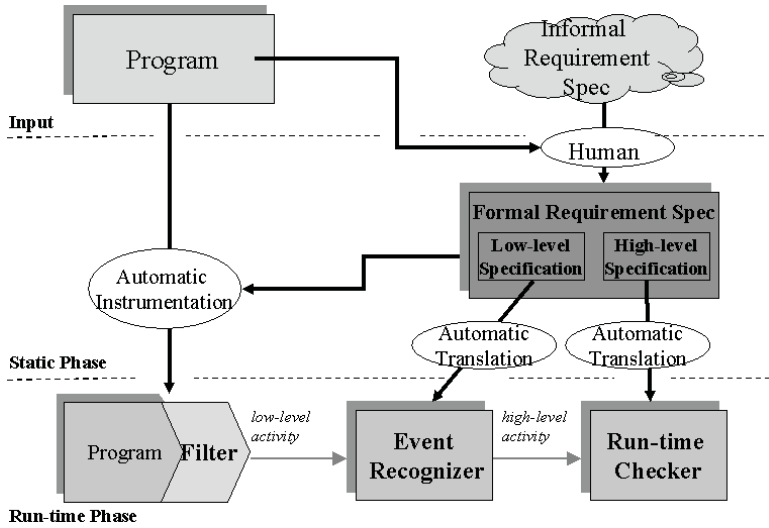 Program
Informal
Requirement
Spec
Input
Human
Formal Requirement Spec
Low-level
Specification
High-level
Specification
Automatic
Instrumentation
Automatic
Translation
Automatic
Translation
Static Phase
Program
Filter
low-level
activity
Event
Recognizer
high-level
activity
Run-time
Checker
Run-time Phase